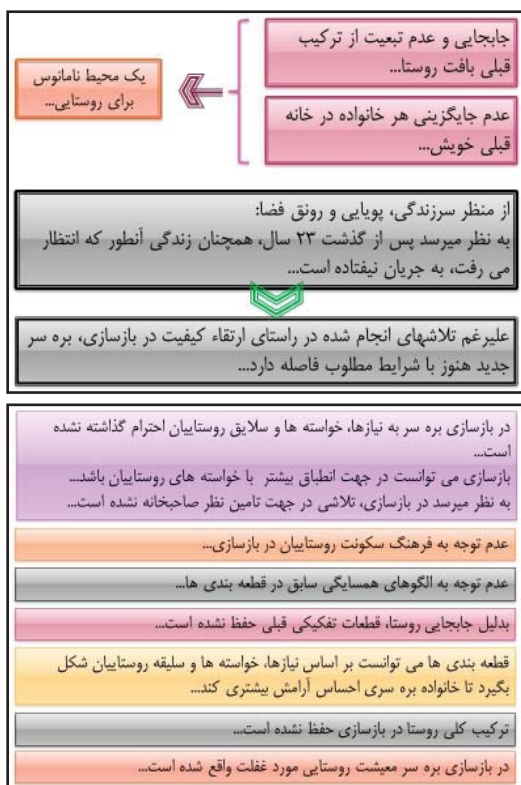 جابجایی و عدم تبعیت از ترکیب
قبلی بافت روستا...
عدم جایگزینی هر خانواده در خانه
قبلی خویش...
یک محیط نامانوس
برای روستایی...
از منظر سرزندگی، پویایی و رونق فضا:
به نظر میرسد پس از گذشت ۲۳ سال، همچنان زندگی آنطور که انتظار
می رفت، به جریان نیفتاده است...
علیرغم تلاشهای انجام شده در راستای ارتقاء کیفیت در بازسازی، بره سر
جدید هنوز با شرایط مطلوب فاصله دارد...
در بازسازی بره سر به نیازها، خواسته ها و سلایق روستاییان احترام گذاشته نشده
است...
بازسازی می توانست در جهت انطباق بیشتر با خواسته های روستاییان باشد...
به نظر میرسد در بازسازی، تلاشی در جهت تامین نظر صاحبخانه نشده است...
عدم توجه به فرهنگ سکونت روستاییان در بازسازی...
عدم توجه به الگوهای همسایگی سابق در قطعه بندی ها...
بدلیل جابجایی روستا، قطعات تفکیکی قبلی حفظ نشده است...
قطعه بندی ها می توانست بر اساس نیازها، خواسته ها و سلیقه روستاییان شکل
بگیرد تا خانواده بره سری احساس آرامش بیشتری کند...
ترکیب کلی روستا در بازسازی حفظ نشده است...
در بازسازی بره سر معیشت روستایی مورد غفلت واقع شده است...